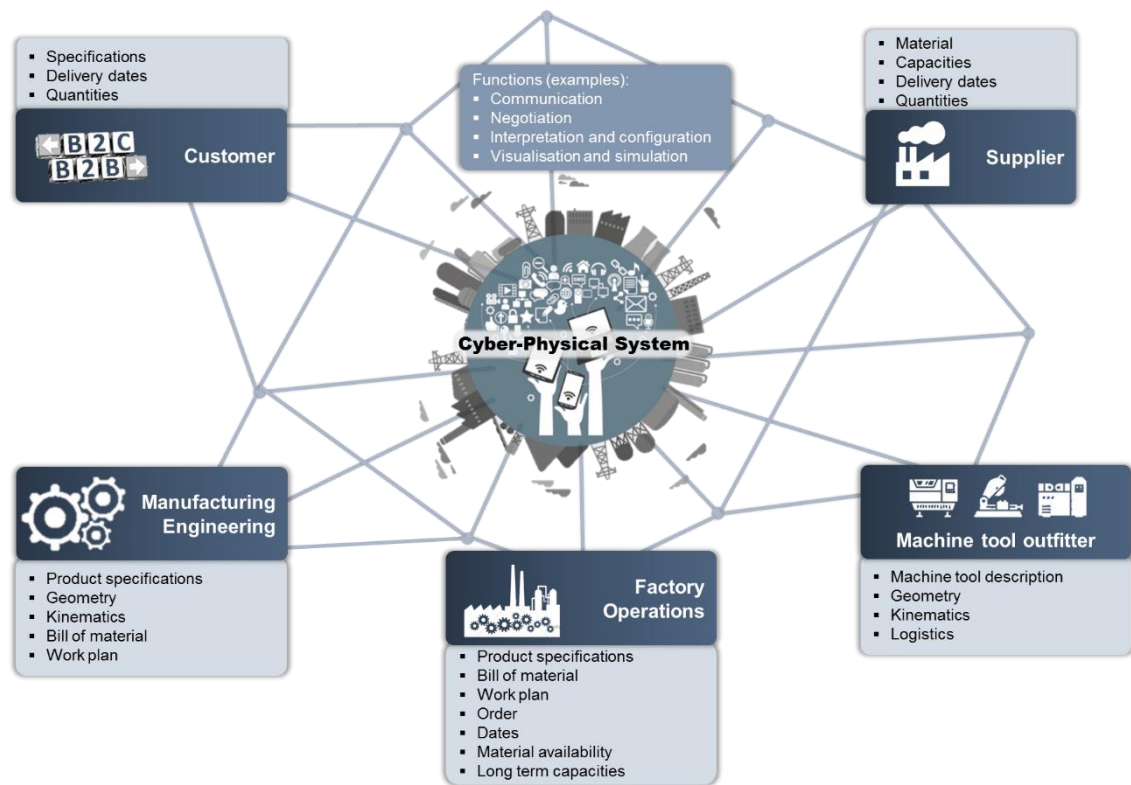 Specifications
Delivery dates
Quantities
B2C
B2B
Customer
Functions (examples):
Communication
Negotiation
Interpretation and configuration
Visualisation and simulation
Material
Capacities
Delivery dates
Quantities
Supplier
Cyber-Physical System
Manufacturing
Engineering
Product specifications
Geometry
Kinematics
Bill of material
Work plan
Factory
Operations
Product specifications
Bill of material
Work plan
Order
Dates
Material availability
Long term capacities
Machine tool outfitter
Machine tool description
Geometry
Kinematics
Logistics